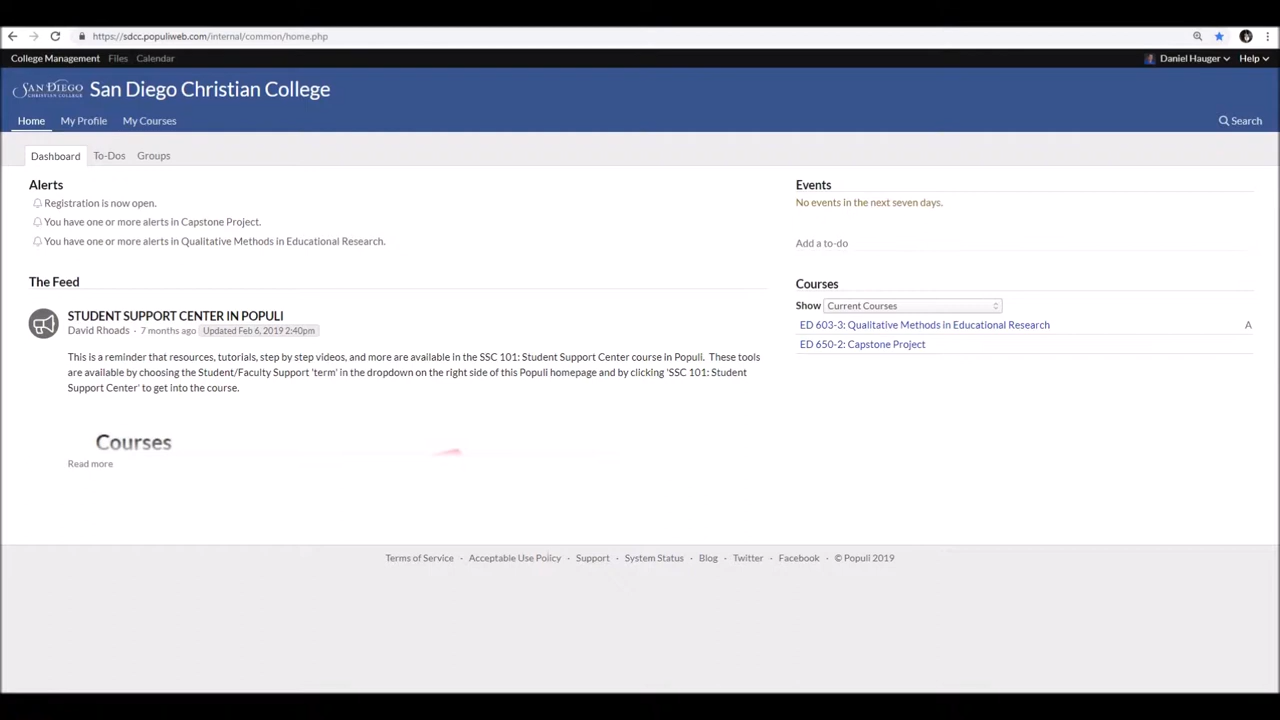 https://sdcc.populiweb.com/internal/common/home.php
College Management Files Calendar Daniel Hauger Help
SAN DIEGO CHRISTIAN COLLEGE San Diego Christian College
Home My Profile My Courses Search
Dashboard To-Dos Groups
Alerts
Registration is now open.
You have one or more alerts in Capstone Project.
You have one or more alerts in Qualitative Methods in Educational Research.
The Feed
STUDENT SUPPORT CENTER IN POPULI
David Rhoads · 7 months ago Updated Feb 6, 2019 2:40pm
This is a reminder that resources, tutorials, step by step videos, and more are available in the SSC 101: Student Support Center course in Populi. These tools
are available by choosing the Student/Faculty Support 'term' in the dropdown on the right side of this Populi homepage and by clicking 'SSC 101: Student
Support Center' to get into the course.
Courses
Read more
Events
No events in the next seven days.
Add a to-do
Courses
Show Current Courses
ED 603-3: Qualitative Methods in Educational Research A
ED 650-2: Capstone Project
Terms of Service · Acceptable Use Policy · Support · System Status · Blog · Twitter · Facebook · © Populi 2019